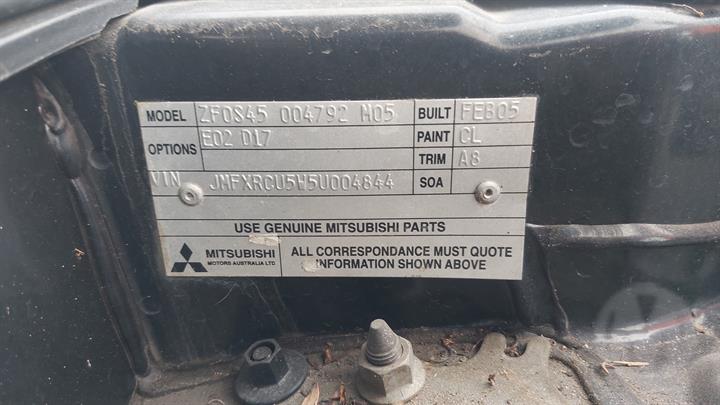 MODEL ZF0S45 004792 M05 BUILT FEB05
OPTIONS E02 D17 PAINT CL
TRIM A8
VIN JMFXRCU5H5U004844 SOA
USE GENUINE MITSUBISHI PARTS
MITSUBISHI
MOTORS AUSTRALIA LTD.
ALL CORRESPONDANCE MUST QUOTE
INFORMATION SHOWN ABOVE